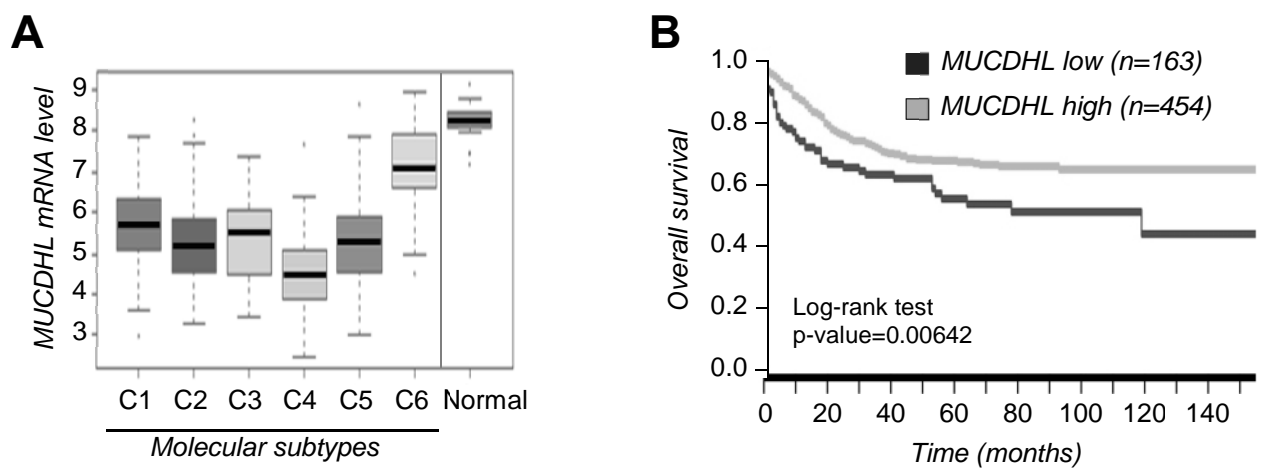 A
MUCDHL mRNA level
9
8
7
6
5
4
3
C1 C2 C3 C4 C5 C6 Normal
Molecular subtypes
B
Overall survival
1.0
0.8
0.6
0.4
0.2
0.0
MUCDHL low (n=163)
MUCDHL high (n=454)
Log-rank test
p-value=0.00642
0 20 40 60 80 100 120 140
Time (months)